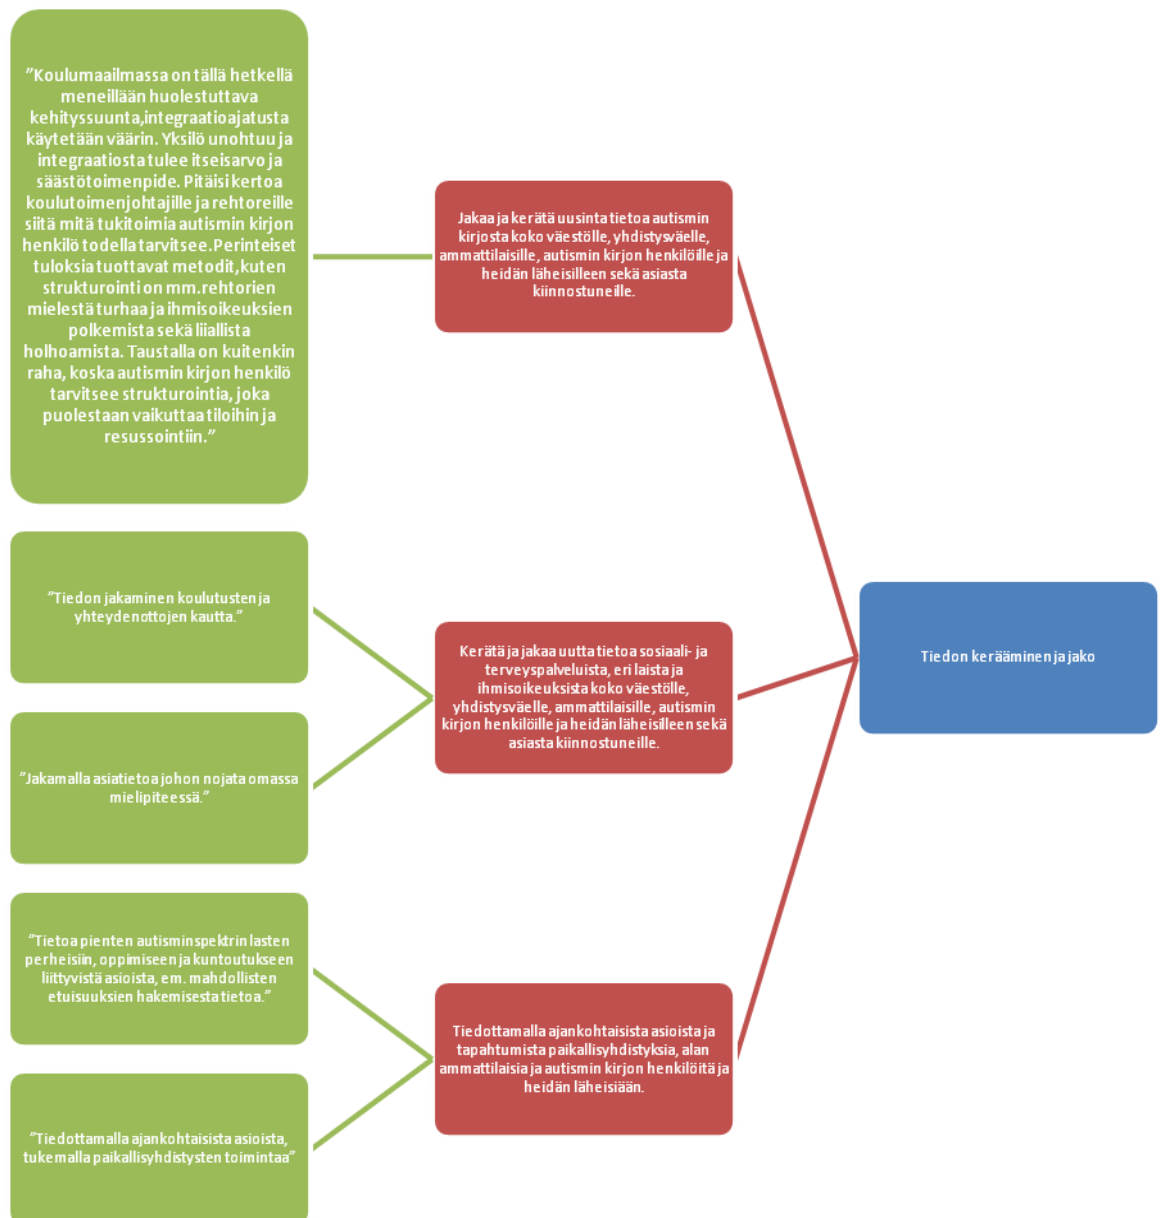 ”Koulumaailmassa on tällä hetkellä
meneillään huolestuttava
kehityssuunta,integraatioajatusta
käytetään väärin. Yksilö unohtuu ja
integraatiosta tulee itseisarvo ja
säästötoimenpide. Pitäisi kertoa
koulutoimenjohtajille ja rehtoreille
siitä mitä tukitoimia autismin kirjon
henkilö todella tarvitsee.Perinteiset
tuloksia tuottavat metodit,kuten
strukturointi on mm.rehtorien
mielestä turhaa ja ihmisoikeuksien
polkemista sekä liiallista
holhoamista. Taustalla on kuitenkin
raha, koska autismin kirjon henkilö
tarvitsee strukturointia, joka
puolestaan vaikuttaa tiloihin ja
resussointiin.”
Jakaa ja kerätä uusinta tietoa autismin
kirjosta koko väestölle, yhdistysväelle,
ammattilaisille, autismin kirjon henkilöille ja
heidän läheisilleen sekä asiasta
kiinnostuneille.
”Tiedon jakaminen koulutusten ja
yhteydenottojen kautta.”
”Jakamalla asiatietoa johon nojata omassa
mielipiteessä.”
Kerätä ja jakaa uutta tietoa sosiaali- ja
terveyspalveluista, eri laista ja
ihmisoikeuksista koko väestölle,
yhdistysväelle, ammattilaisille, autismin
kirjon henkilöille ja heidän läheisilleen sekä
asiasta kiinnostuneille.
Tiedon kerääminen ja jako
”Tietoa pienten autisminspektrin lasten
perheisiin, oppimiseen ja kuntoutukseen
liittyvistä asioista, em. mahdollisten
etuisuuksien hakemisesta tietoa.”
”Tiedottamalla ajankohtaisista asioista,
tukemalla paikallisyhdistysten toimintaa”
Tiedottamalla ajankohtaisista asioista ja
tapahtumista paikallisyhdistyksia, alan
ammattilaisia ja autismin kirjon henkilöitä ja
heidän läheisiään.